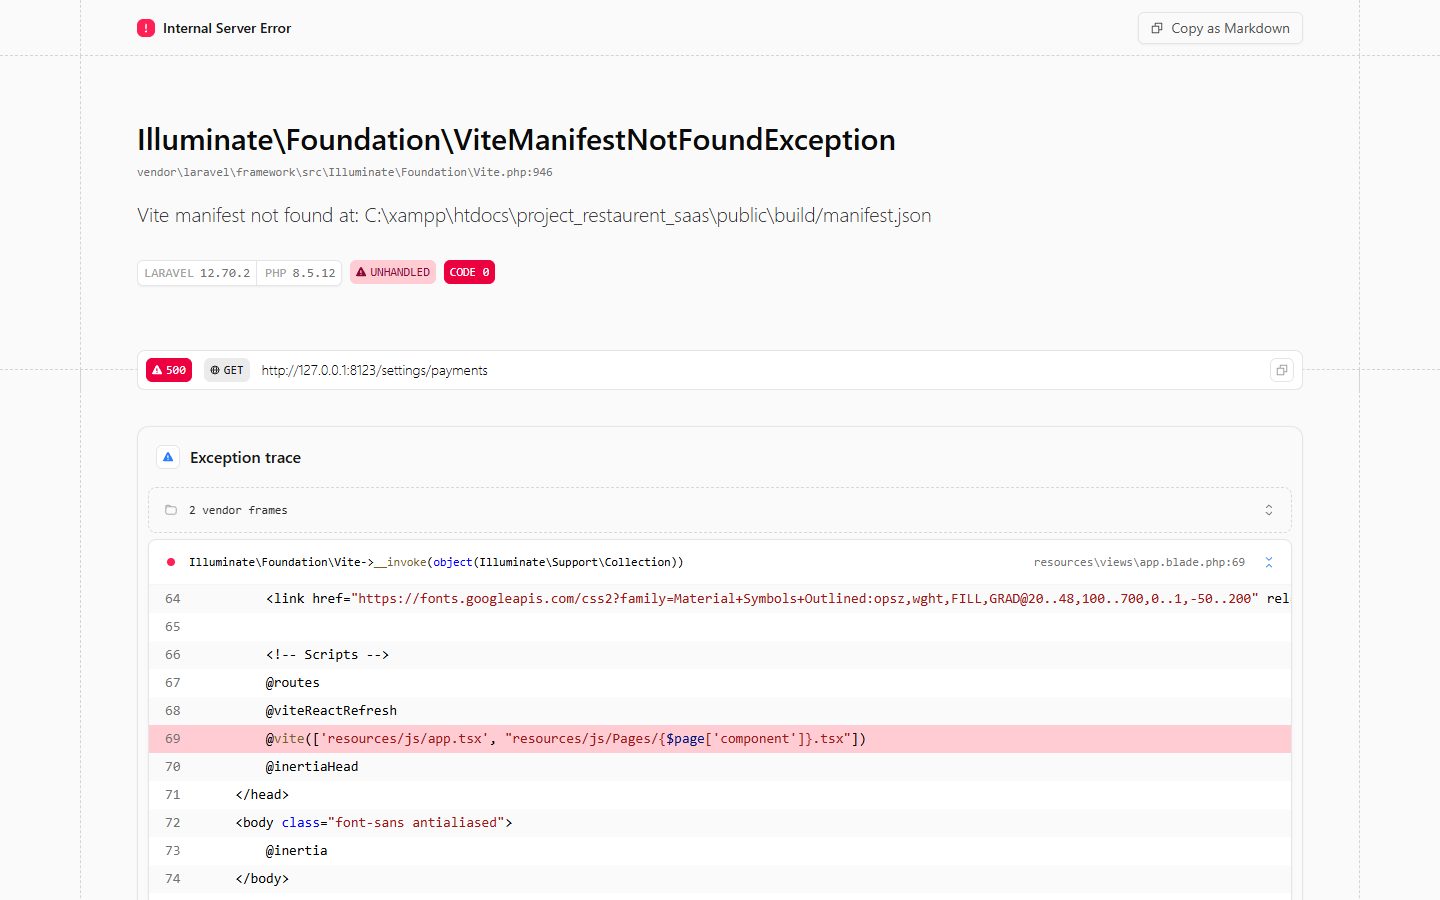 Internal Server Error
Copy as Markdown
Illuminate\Foundation\ViteManifestNotFoundException
vendor\laravel\framework\src\Illuminate\Foundation\Vite.php:946
Vite manifest not found at: C:\xampp\htdocs\project_restaurent_saas\public\build/manifest.json
LARAVEL 12.70.2 PHP 8.5.12 UNHANDLED CODE 0
500 GET http://127.0.0.1:8123/settings/payments
Exception trace
2 vendor frames
Illuminate\Foundation\Vite->__invoke(object(Illuminate\Support\Collection)) resources\views\app.blade.php:69
64 <link href="https://fonts.googleapis.com/css2?family=Material+Symbols+Outlined:opsz,wght,FILL,GRAD@20..48,100..700,0..1,-50..200" rel
65
66 <!-- Scripts -->
67 @routes
68 @viteReactRefresh
69 @vite(['resources/js/app.tsx', "resources/js/Pages/{$page['component']}.tsx"])
70 @inertiaHead
71 </head>
72 <body class="font-sans antialiased">
73 @inertia
74 </body>